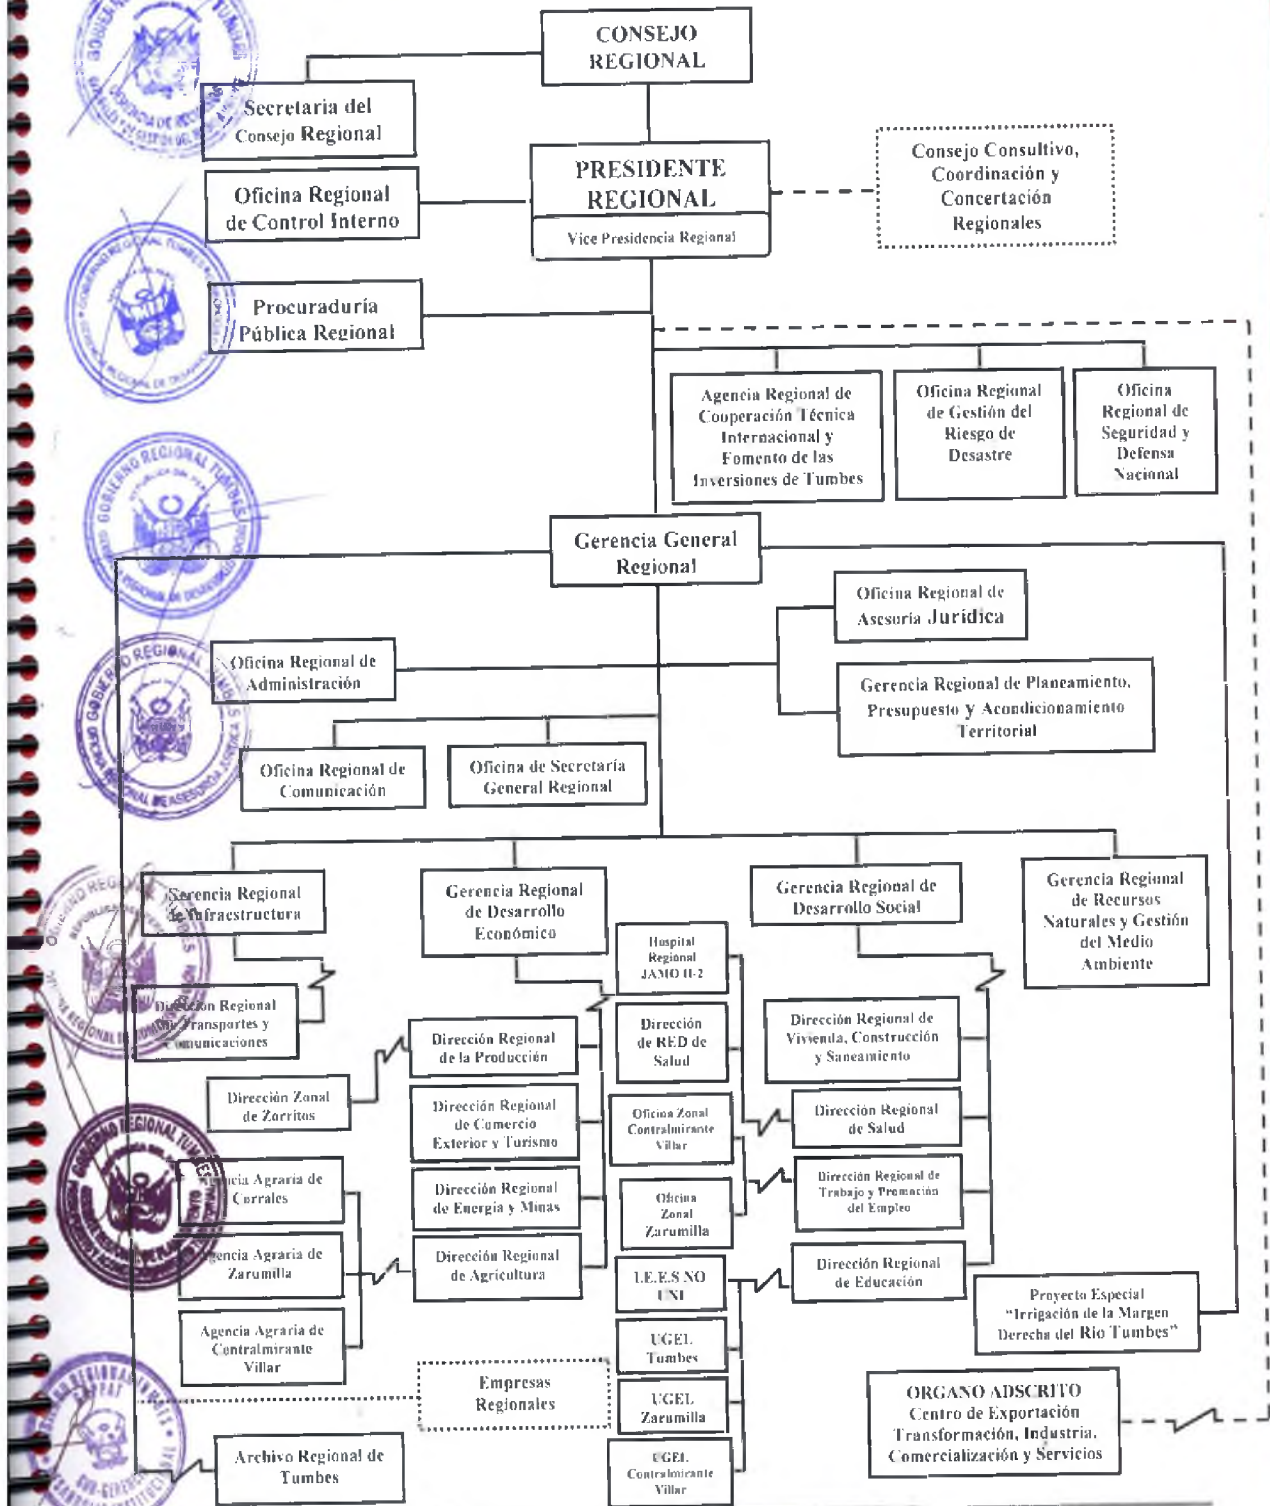 CONSEJO
REGIONAL
Secretaria del
Consejo Regional
PRESIDENTE
REGIONAL
Vice Presidencia Regional
Consejo Consultivo,
Coordinación y
Concertación
Regionales
Oficina Regional
de Control Interno
Procuraduría
Pública Regional
Agencia Regional de
Cooperación Técnica
Internacional y
Fomento de las
Inversiones de Tumbes
Oficina Regional
de Gestión del
Riesgo de
Desastre
Oficina
Regional de
Seguridad y
Defensa
Nacional
Gerencia General
Regional
Oficina Regional de
Asesoría Jurídica
Oficina Regional de
Administración
Gerencia Regional de Planeamiento,
Presupuesto y Acondicionamiento
Territorial
Oficina Regional de
Comunicación
Oficina de Secretaría
General Regional
Gerencia Regional
de Infraestructura
Gerencia Regional
de Desarrollo
Económico
Gerencia Regional de
Desarrollo Social
Gerencia Regional
de Recursos
Naturales y Gestión
del Medio
Ambiente
Hospital
Regional
JAMO II-2
Dirección Regional
de Transportes y
Comunicaciones
Dirección Regional
de la Producción
Dirección
de RED de
Salud
Dirección Regional de
Vivienda, Construcción
y Saneamiento
Dirección Zonal
de Zorritos
Dirección Regional
de Comercio
Exterior y Turismo
Oficina Zonal
Contralmirante
Villar
Dirección Regional
de Salud
Agencia Agraria de
Corrales
Dirección Regional
de Energía y Minas
Oficina
Zonal
Zarumilla
Dirección Regional de
Trabajo y Promoción
del Empleo
Agencia Agraria de
Zarumilla
Dirección Regional
de Agricultura
I.E.E.S NO
UNI
Dirección Regional
de Educación
Proyecto Especial
"Irrigación de la Margen
Derecha del Río Tumbes"
Agencia Agraria de
Contralmirante
Villar
UGEL
Tumbes
Empresas
Regionales
UGEL
Zarumilla
ORGANO ADSCRITO
Centro de Exportación
Transformación, Industria,
Comercialización y Servicios
Archivo Regional de
Tumbes
UGEL
Contralmirante
Villar